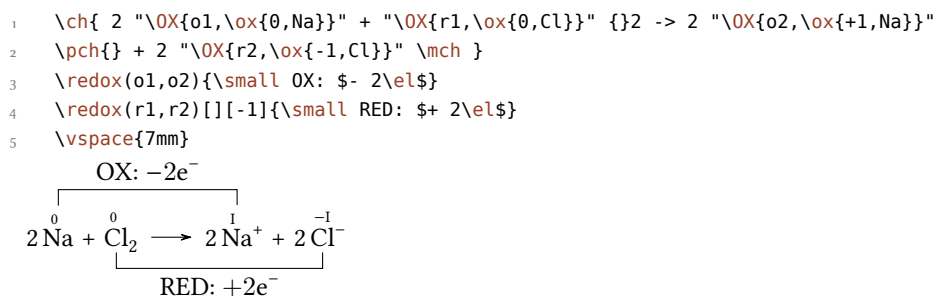 1 \ch{ 2 "\OX{o1,\ox{0,Na}}" + "\OX{r1,\ox{0,Cl}}" {}2 -> 2 "\OX{o2,\ox{+1,Na}}"
2 \pch{} + 2 "\OX{r2,\ox{-1,Cl}}" \mch }
3 \redox(o1,o2){\small OX: $- 2\el$}
4 \redox(r1,r2)[][-1]{\small RED: $+ 2\el$}
5 \vspace{7mm}
OX: −2e⁻
0 0 I −I
2 Na + Cl₂ ⟶ 2 Na⁺ + 2 Cl⁻
RED: +2e⁻